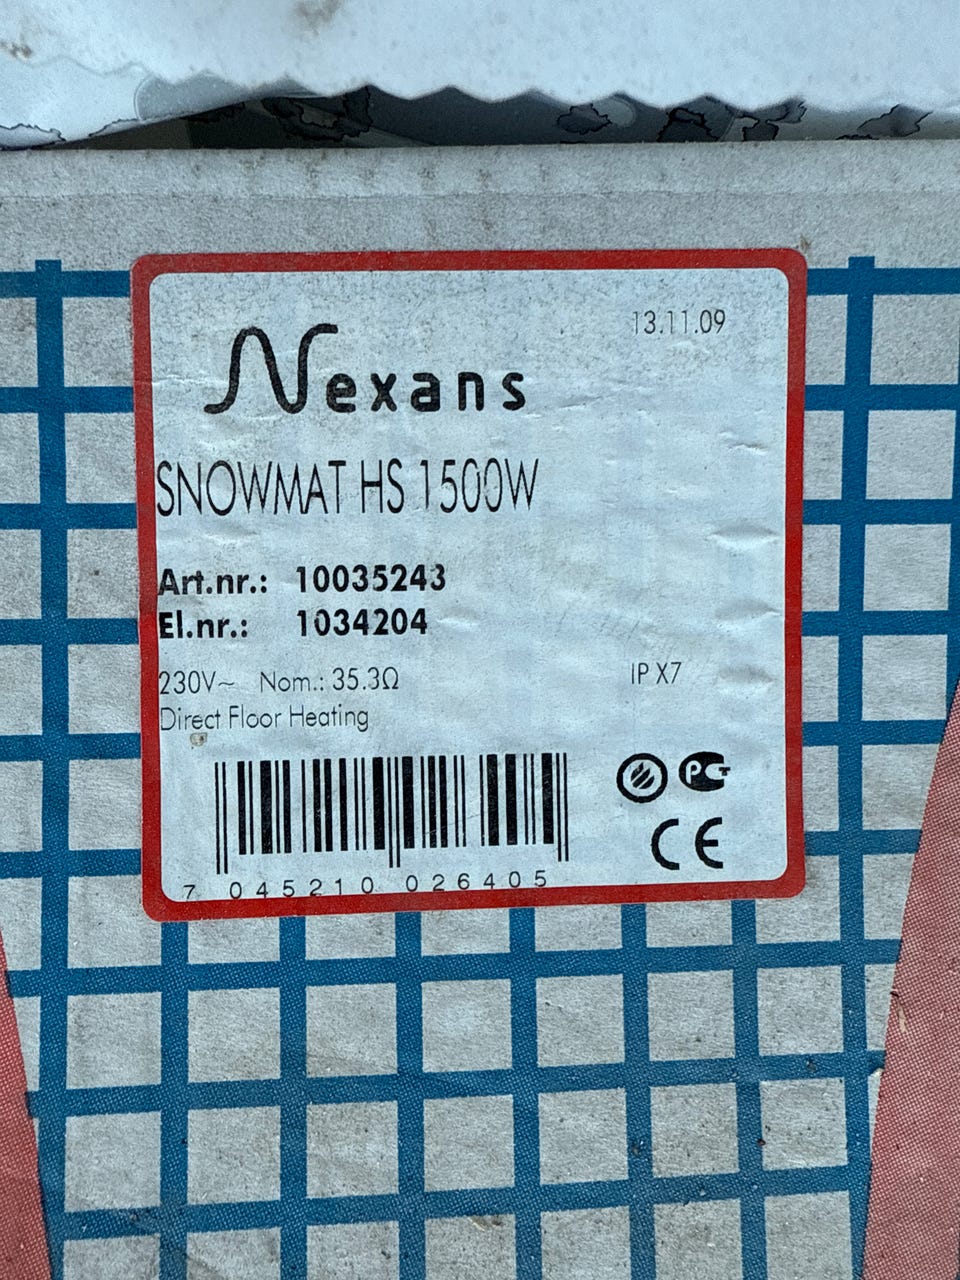 13.11.09
Nexans
SNOWMAT HS 1500W
Art.nr.: 10035243
El.nr.: 1034204
230V~ Nom.: 35.3Ω IP X7
Direct Floor Heating
CE
7 045210 026405